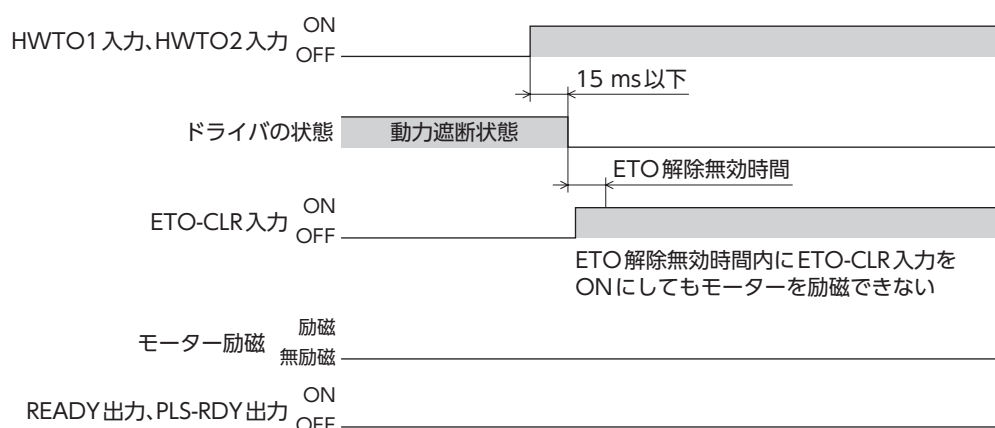 HWTO1入力、HWTO2入力
ON
OFF
15 ms以下
ドライバの状態
動力遮断状態
ETO解除無効時間
ETO-CLR入力
ON
OFF
ETO解除無効時間内にETO-CLR入力を
ONにしてもモーターを励磁できない
モーター励磁
励磁
無励磁
READY出力、PLS-RDY出力
ON
OFF